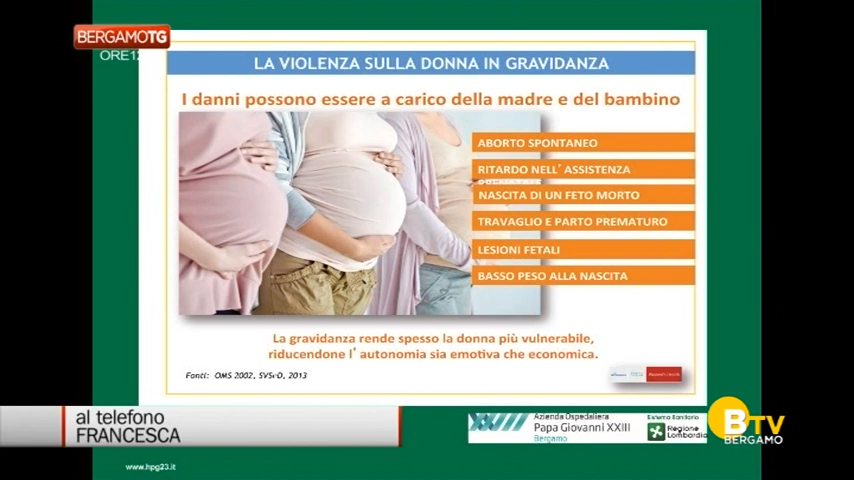 BERGAMOTG
ORE12
LA VIOLENZA SULLA DONNA IN GRAVIDANZA
I danni possono essere a carico della madre e del bambino
ABORTO SPONTANEO
RITARDO NELL' ASSISTENZA
NASCITA DI UN FETO MORTO
TRAVAGLIO E PARTO PREMATURO
LESIONI FETALI
BASSO PESO ALLA NASCITA
La gravidanza rende spesso la donna più vulnerabile,
riducendone l' autonomia sia emotiva che economica.
Fonti: OMS 2002, SVSeD, 2013
al telefono
FRANCESCA
XXIII
Azienda Ospedaliera
Papa Giovanni XXIII
Bergamo
Sistema Sanitario
Regione
Lombardia
BTV
BERGAMO
www.hpg23.it